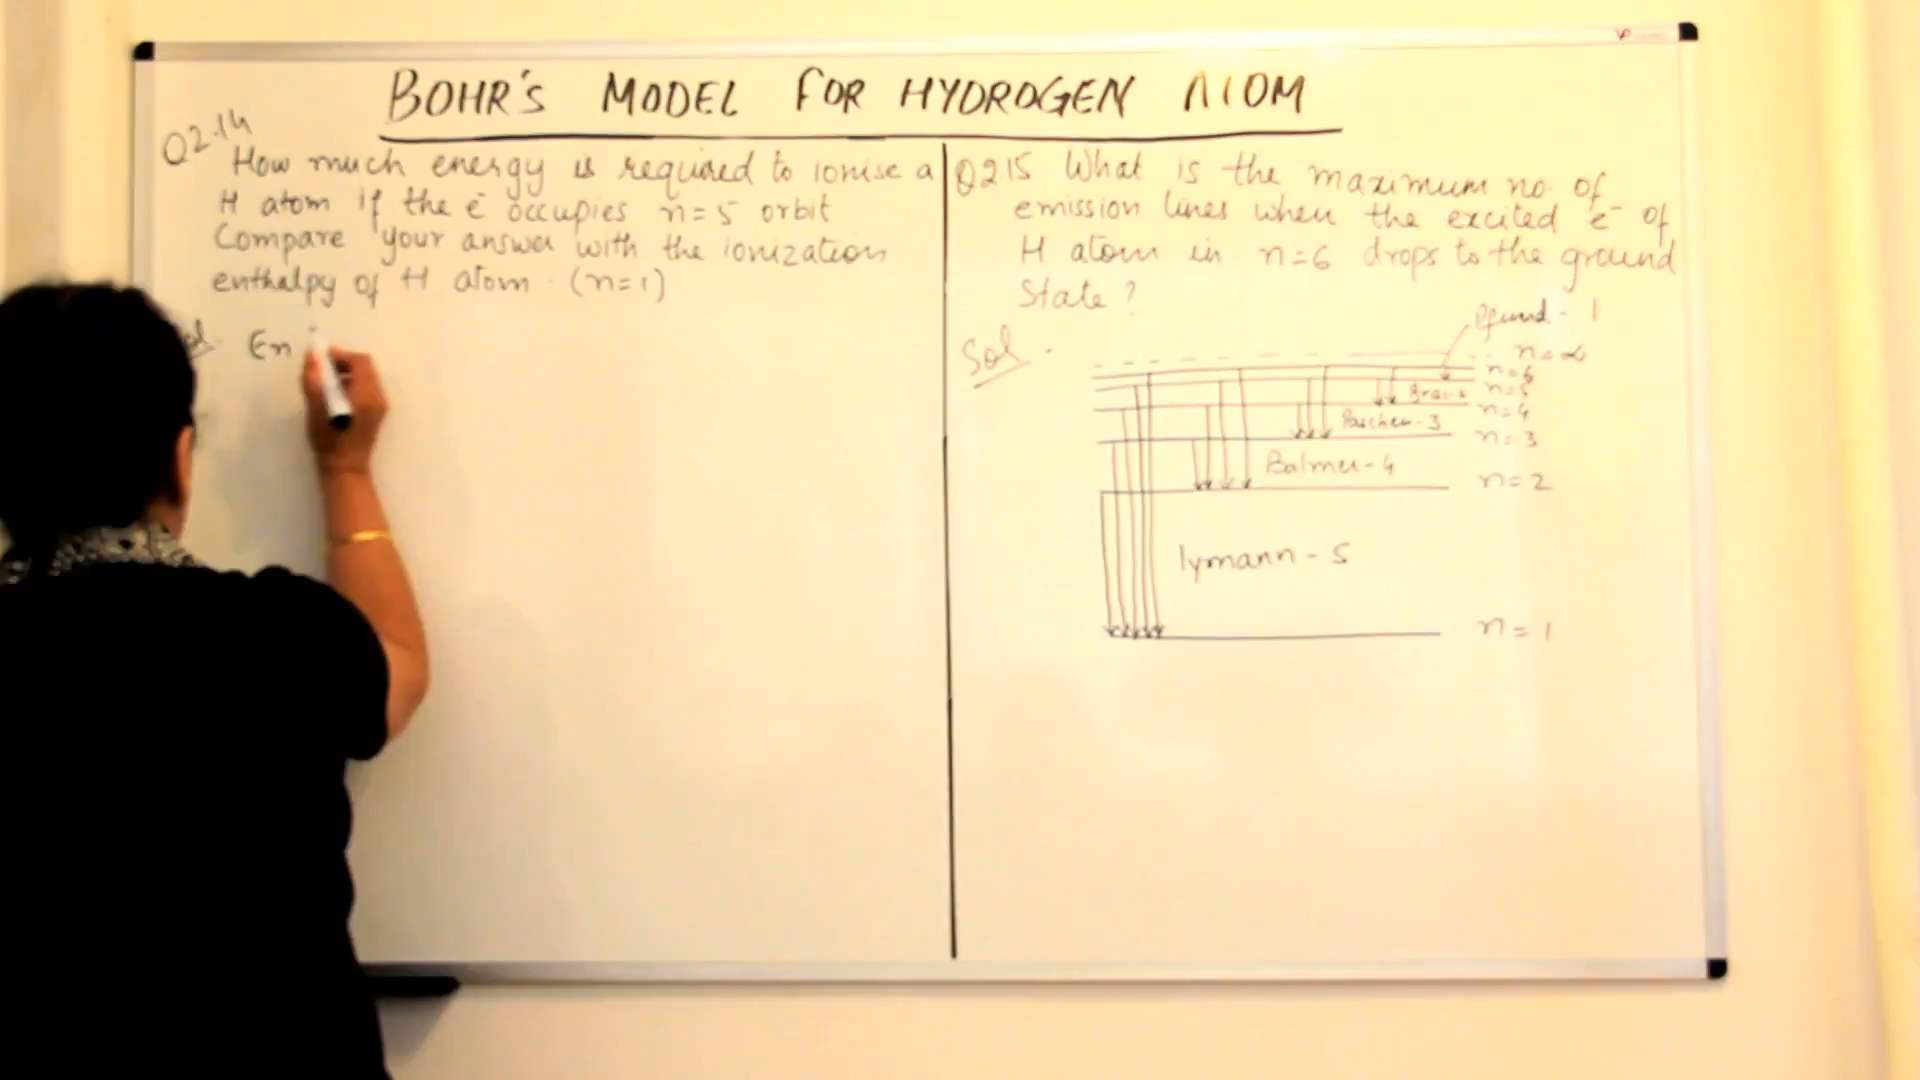 BOHR'S MODEL FOR HYDROGEN ATOM
Q2.14
How much energy is required to ionise a
H atom if the e⁻ occupies n=5 orbit
Compare your answer with the ionization
enthalpy of H atom. (n=1)
En
Q215 What is the maximum no. of
emission lines when the excited e⁻ of
H atom in n=6 drops to the ground
State?
Sol.
Pfund - 1
n=∝
n=6
n=5
n=4
Paschen-3
n=3
Balmer-4
n=2
lymann-5
n=1